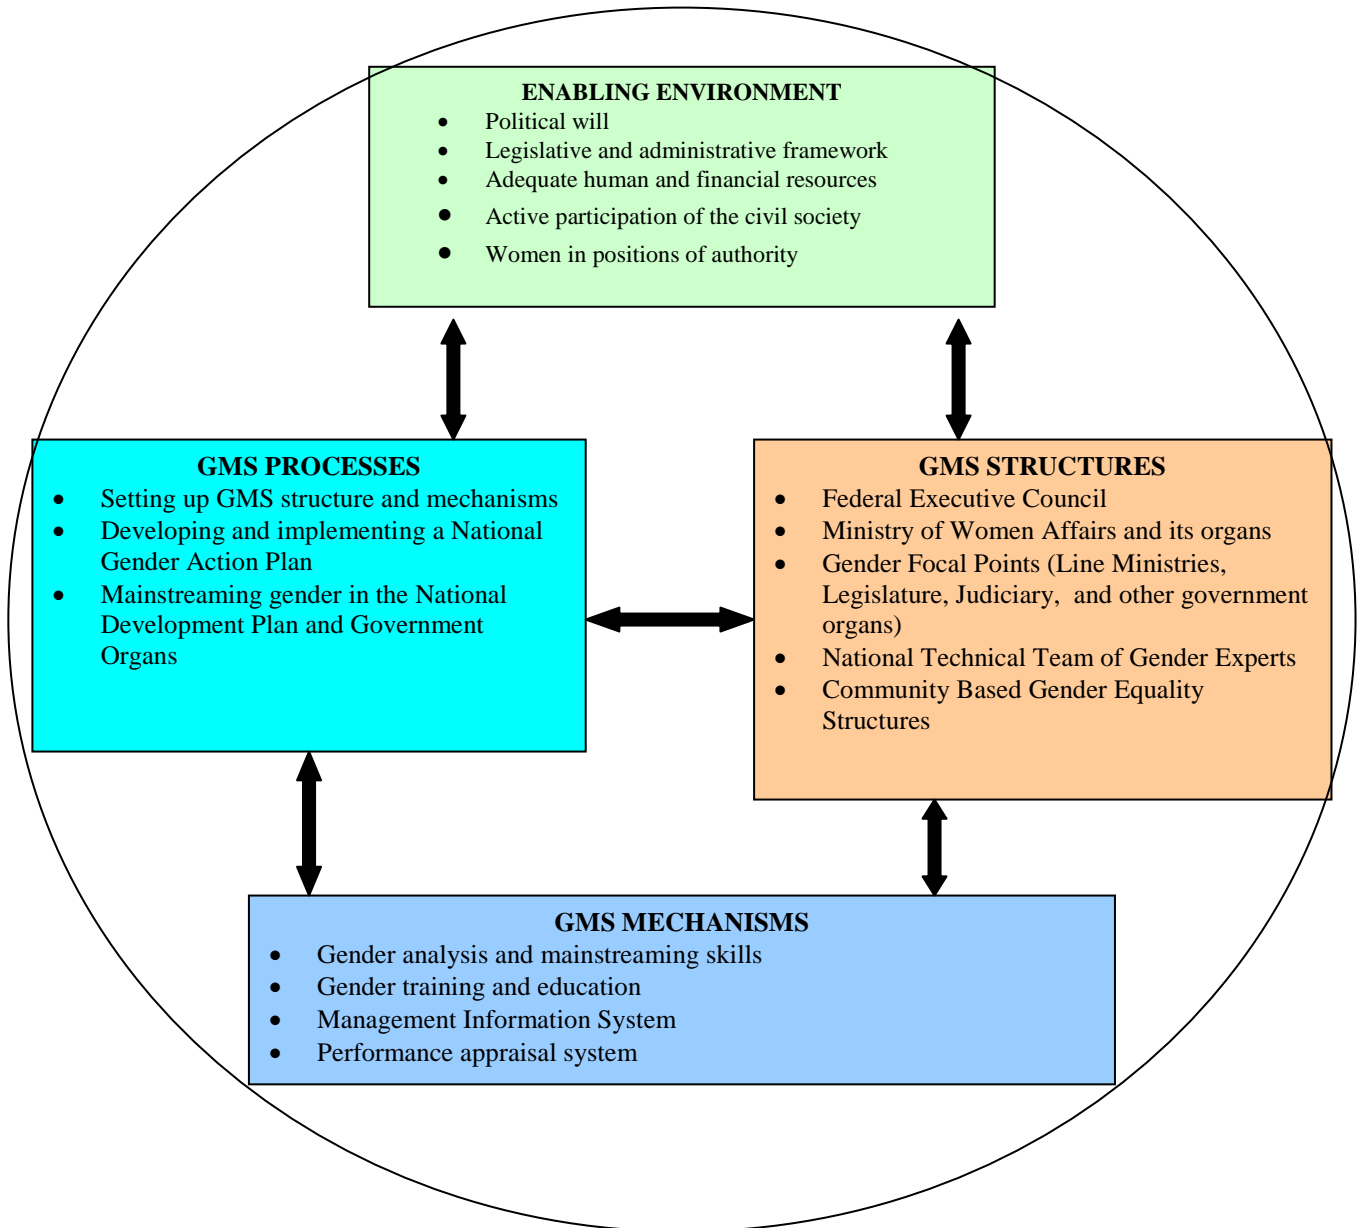 ENABLING ENVIRONMENT
• Political will
• Legislative and administrative framework
• Adequate human and financial resources
• Active participation of the civil society
• Women in positions of authority
GMS PROCESSES
• Setting up GMS structure and mechanisms
• Developing and implementing a National
Gender Action Plan
• Mainstreaming gender in the National
Development Plan and Government
Organs
GMS STRUCTURES
• Federal Executive Council
• Ministry of Women Affairs and its organs
• Gender Focal Points (Line Ministries,
Legislature, Judiciary, and other government
organs)
• National Technical Team of Gender Experts
• Community Based Gender Equality
Structures
GMS MECHANISMS
• Gender analysis and mainstreaming skills
• Gender training and education
• Management Information System
• Performance appraisal system